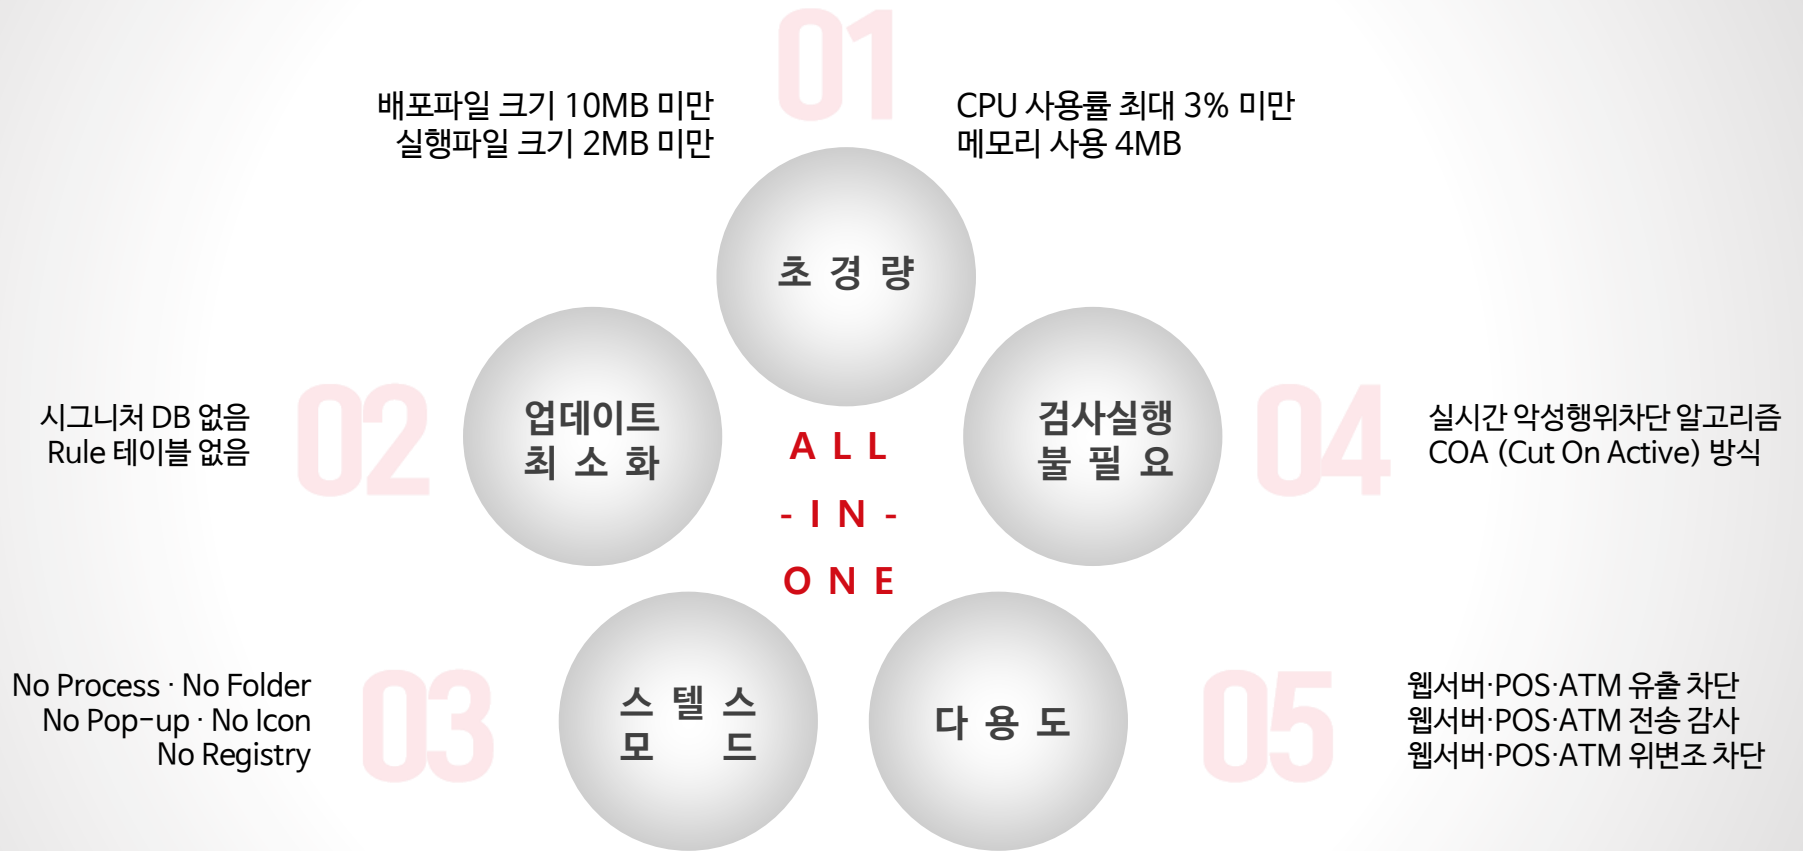 01
배포파일 크기 10MB 미만
실행파일 크기 2MB 미만
CPU 사용률 최대 3% 미만
메모리 사용 4MB
초 경 량
02
시그니처 DB 없음
Rule 테이블 없음
업데이트
최 소 화
03
No Process · No Folder
No Pop-up · No Icon
No Registry
스 텔 스
모 드
04
검사실행
불 필 요
실시간 악성행위차단 알고리즘
COA (Cut On Active) 방식
05
다 용 도
웹서버·POS·ATM 유출 차단
웹서버·POS·ATM 전송 감사
웹서버·POS·ATM 위변조 차단
A L L
- I N -
O N E